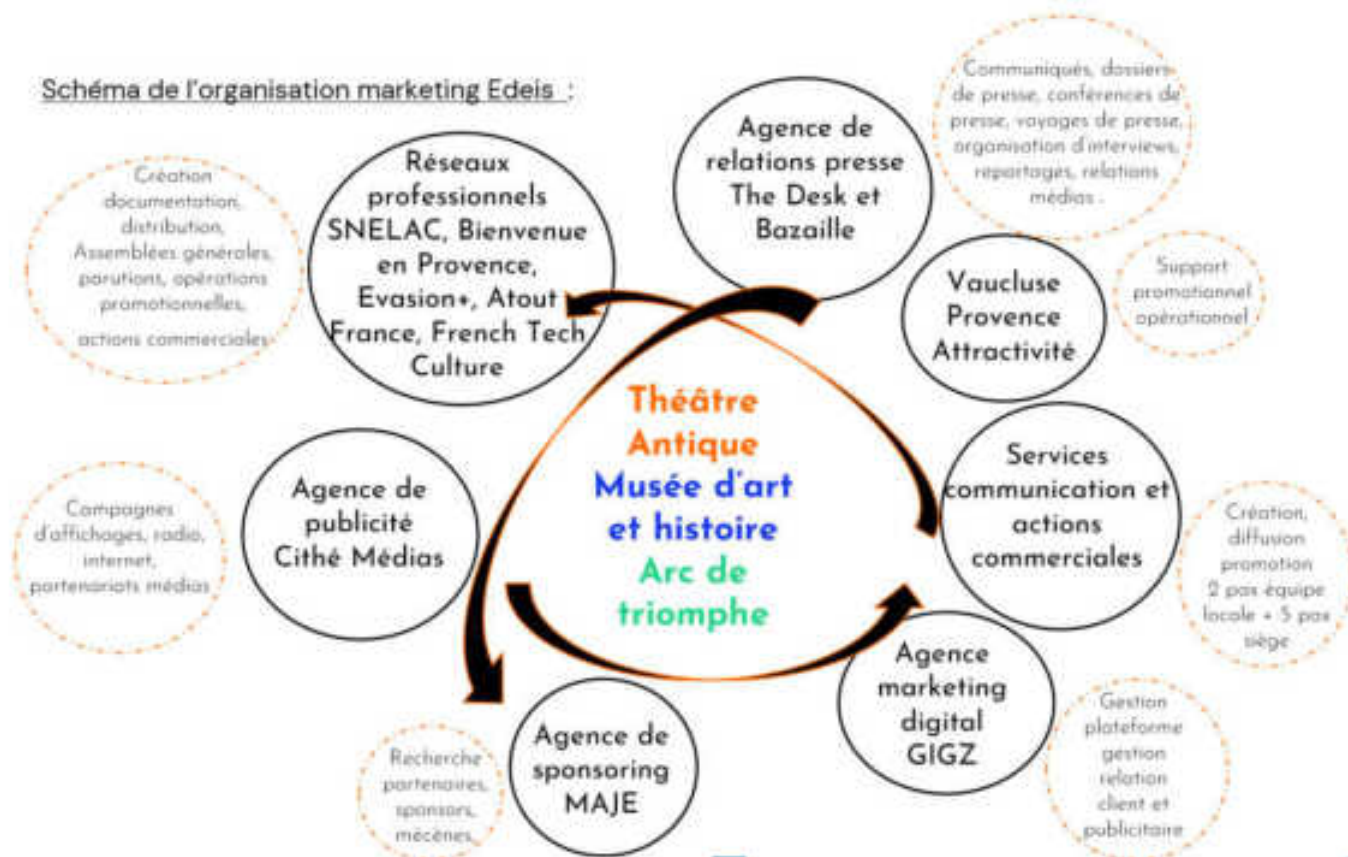 Schéma de l'organisation marketing Edeis :
Création
documentation,
distribution,
Assemblées générales,
parutions, opérations
promotionnelles,
actions commerciales
Réseaux
professionnels
SNELAC, Bienvenue
en Provence,
Evasion+, Atout
France, French Tech
Culture
Agence de
relations presse
The Desk et
Bazaille
Communiqués, dossiers
de presse, conférences de
presse, voyages de presse,
organisation d'interviews,
reportages, relations
médias .
Vaucluse
Provence
Attractivité
Support
promotionnel
opérationnel
Théâtre
Antique
Musée d'art
et histoire
Arc de
triomphe
Campagnes
d'affichages, radio,
internet,
partenariats médias
Agence de
publicité
Cithé Médias
Services
communication et
actions
commerciales
Création,
diffusion
promotion
2 pax équipe
locale + 5 pax
siège
Recherche
partenaires,
sponsors,
mécènes,
Agence de
sponsoring
MAJE
Agence
marketing
digital
GIGZ
Gestion
plateforme
gestion
relation
client et
publicitaire